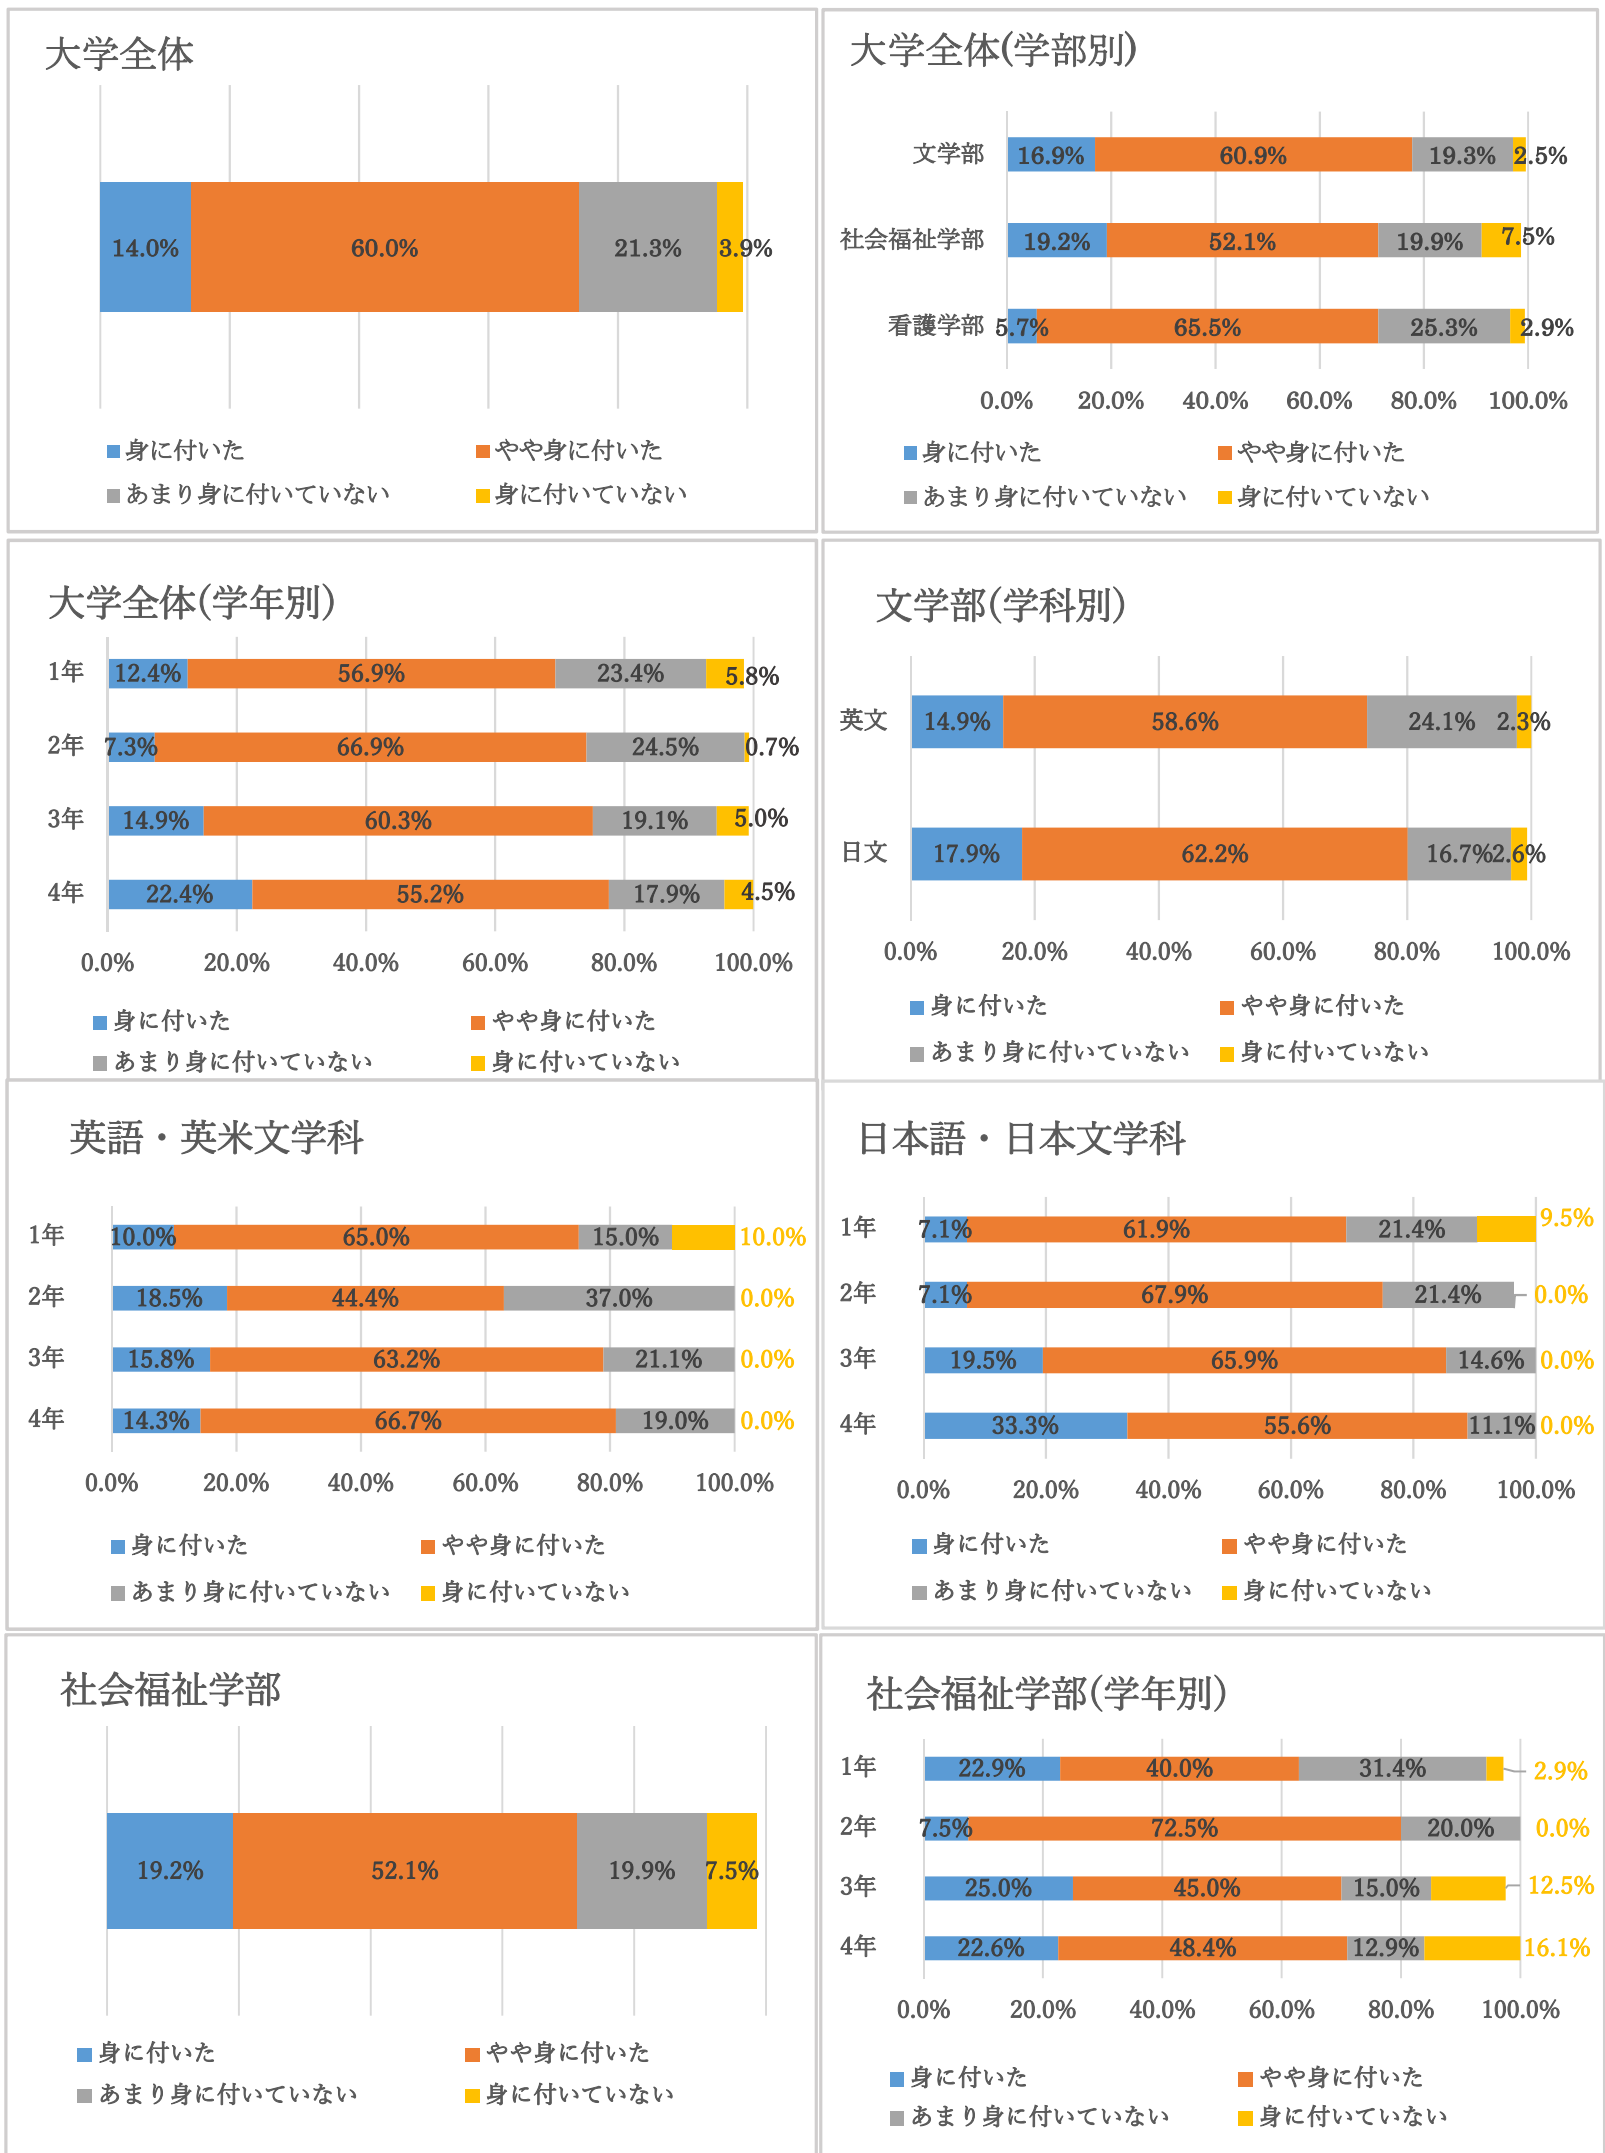 大学全体
14.0% 60.0% 21.3% 3.9%
身に付いた やや身に付いた
あまり身に付いていない 身に付いていない
大学全体(学部別)
文学部 16.9% 60.9% 19.3% 2.5%
社会福祉学部 19.2% 52.1% 19.9% 7.5%
看護学部 5.7% 65.5% 25.3% 2.9%
0.0% 20.0% 40.0% 60.0% 80.0% 100.0%
身に付いた やや身に付いた
あまり身に付いていない 身に付いていない
大学全体(学年別)
1年 12.4% 56.9% 23.4% 5.8%
2年 7.3% 66.9% 24.5% 0.7%
3年 14.9% 60.3% 19.1% 5.0%
4年 22.4% 55.2% 17.9% 4.5%
0.0% 20.0% 40.0% 60.0% 80.0% 100.0%
身に付いた やや身に付いた
あまり身に付いていない 身に付いていない
文学部(学科別)
英文 14.9% 58.6% 24.1% 2.3%
日文 17.9% 62.2% 16.7% 2.6%
0.0% 20.0% 40.0% 60.0% 80.0% 100.0%
身に付いた やや身に付いた
あまり身に付いていない 身に付いていない
英語・英米文学科
1年 10.0% 65.0% 15.0% 10.0%
2年 18.5% 44.4% 37.0% 0.0%
3年 15.8% 63.2% 21.1% 0.0%
4年 14.3% 66.7% 19.0% 0.0%
0.0% 20.0% 40.0% 60.0% 80.0% 100.0%
身に付いた やや身に付いた
あまり身に付いていない 身に付いていない
日本語・日本文学科
1年 7.1% 61.9% 21.4% 9.5%
2年 7.1% 67.9% 21.4% 0.0%
3年 19.5% 65.9% 14.6% 0.0%
4年 33.3% 55.6% 11.1% 0.0%
0.0% 20.0% 40.0% 60.0% 80.0% 100.0%
身に付いた やや身に付いた
あまり身に付いていない 身に付いていない
社会福祉学部
19.2% 52.1% 19.9% 7.5%
身に付いた やや身に付いた
あまり身に付いていない 身に付いていない
社会福祉学部(学年別)
1年 22.9% 40.0% 31.4% 2.9%
2年 7.5% 72.5% 20.0% 0.0%
3年 25.0% 45.0% 15.0% 12.5%
4年 22.6% 48.4% 12.9% 16.1%
0.0% 20.0% 40.0% 60.0% 80.0% 100.0%
身に付いた やや身に付いた
あまり身に付いていない 身に付いていない